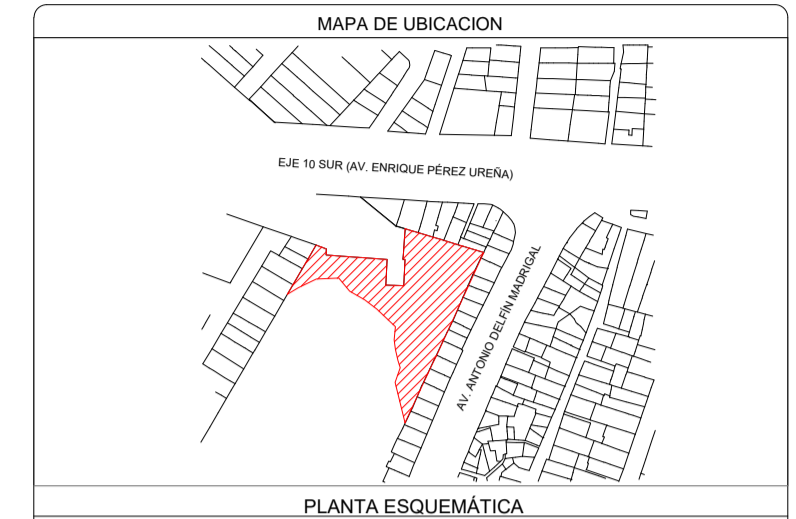 MAPA DE UBICACION
EJE 10 SUR (AV. ENRIQUE PÉREZ UREÑA)
AV. ANTONIO DELFÍN MADRIGAL
PLANTA ESQUEMÁTICA